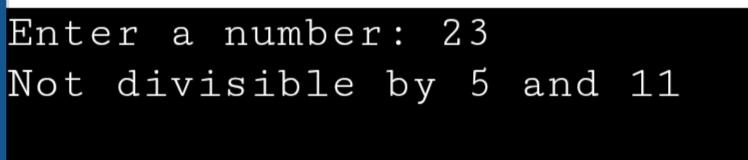 Enter a number: 23
Not divisible by 5 and 11